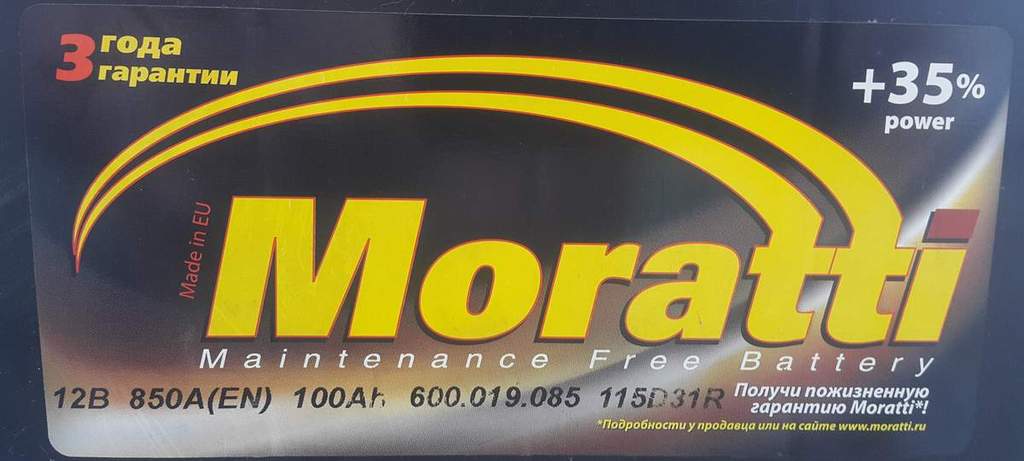 3 года
гарантии
+35%
power
Made in EU
Moratti
Maintenance Free Battery
12В 850А(EN) 100Ah 600.019.085 115D31R
Получи пожизненную
гарантию Moratti*!
*Подробности у продавца или на сайте www.moratti.ru